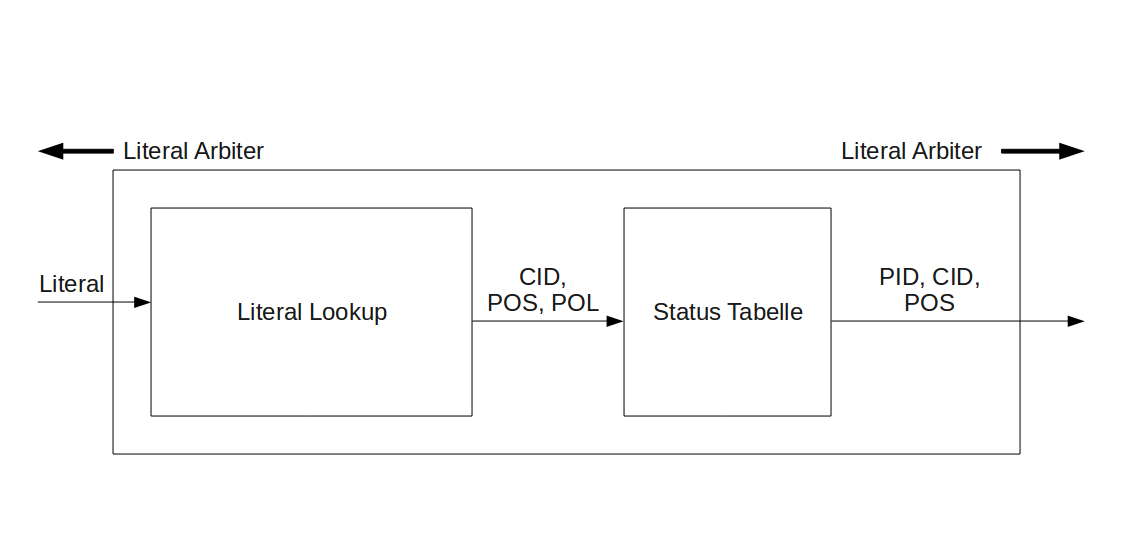 Literal Arbiter
Literal Arbiter
Literal
Literal Lookup
CID,
POS, POL
Status Tabelle
PID, CID,
POS